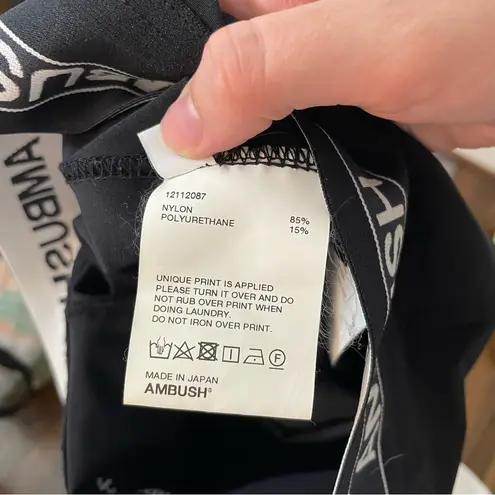 AMBUSH
12112087
NYLON 85%
POLYURETHANE 15%
UNIQUE PRINT IS APPLIED
PLEASE TURN IT OVER AND DO
NOT RUB OVER PRINT WHEN
DOING LAUNDRY.
DO NOT IRON OVER PRINT.
MADE IN JAPAN
AMBUSH®
SH